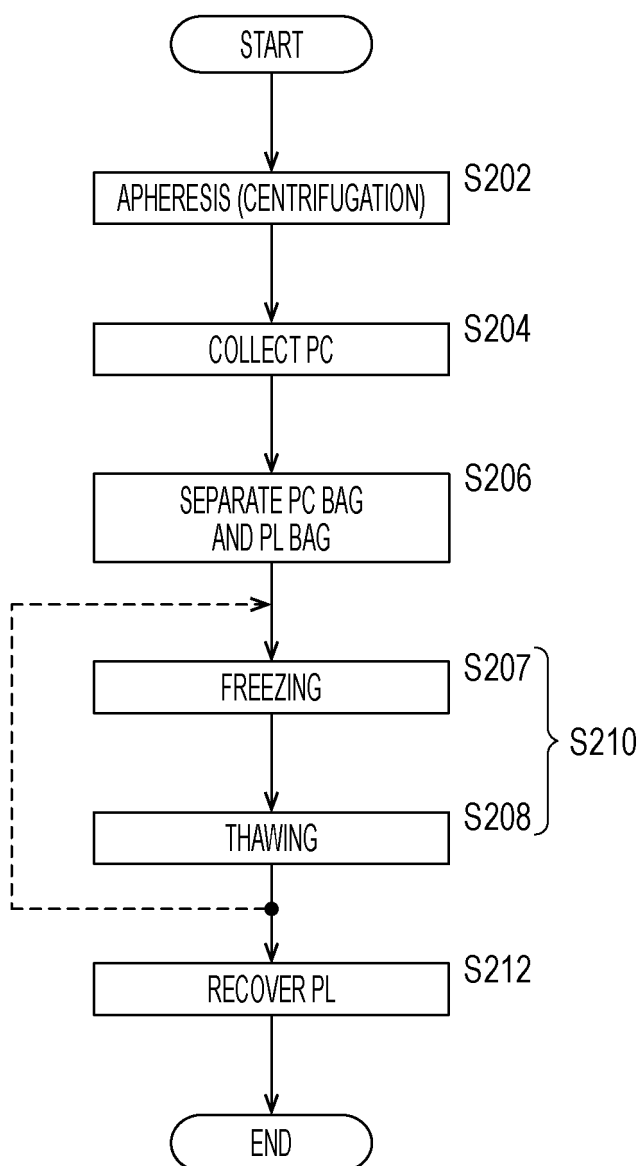 START
S202
APHERESIS (CENTRIFUGATION)
S204
COLLECT PC
S206
SEPARATE PC BAG
AND PL BAG
S207
FREEZING
S210
S208
THAWING
S212
RECOVER PL
END